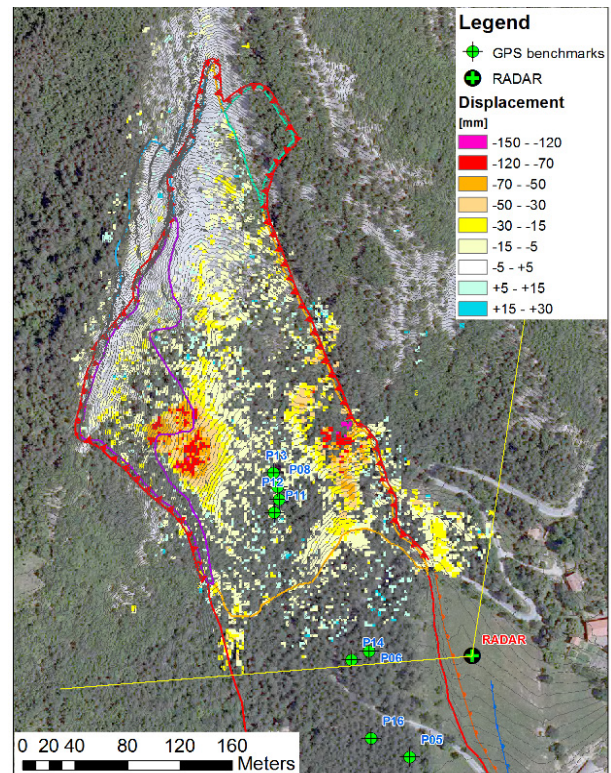 Legend
GPS benchmarks
RADAR
Displacement
[mm]
-150 - -120
-120 - -70
-70 - -50
-50 - -30
-30 - -15
-15 - -5
-5 - +5
+5 - +15
+15 - +30
P13
P08
P12
P11
P14
P06
RADAR
P16
P05
0 20 40 80 120 160
Meters